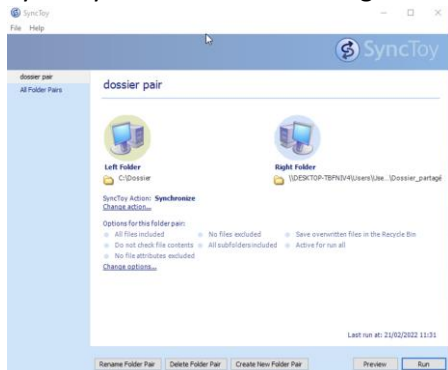 SyncToy
File Help
SyncToy
dossier pair
All Folder Pairs
dossier pair
Left Folder
C:\Dossier
Right Folder
\\DESKTOP-TBFNIV4\Users\Use...\Dossier_partagé
SyncToy Action: Synchronize
Change action...
Options for this folder pair:
All files included
No files excluded
Save overwritten files in the Recycle Bin
Do not check file contents
All subfolders included
Active for run all
No file attributes excluded
Change options...
Last run at: 21/02/2022 11:31
Rename Folder Pair
Delete Folder Pair
Create New Folder Pair
Preview
Run